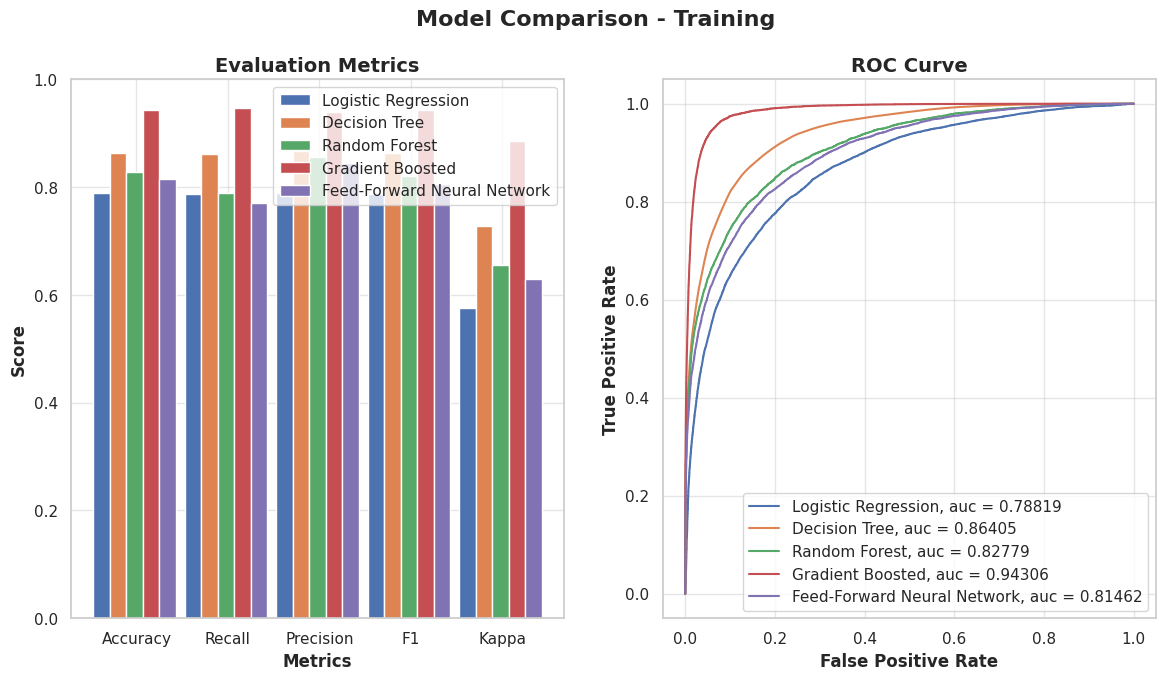 Model Comparison - Training
Evaluation Metrics
Score
1.0
0.8
0.6
0.4
0.2
0.0
Logistic Regression
Decision Tree
Random Forest
Gradient Boosted
Feed-Forward Neural Network
Accuracy Recall Precision F1 Kappa
Metrics
ROC Curve
True Positive Rate
1.0
0.8
0.6
0.4
0.2
0.0
Logistic Regression, auc = 0.78819
Decision Tree, auc = 0.86405
Random Forest, auc = 0.82779
Gradient Boosted, auc = 0.94306
Feed-Forward Neural Network, auc = 0.81462
0.0 0.2 0.4 0.6 0.8 1.0
False Positive Rate